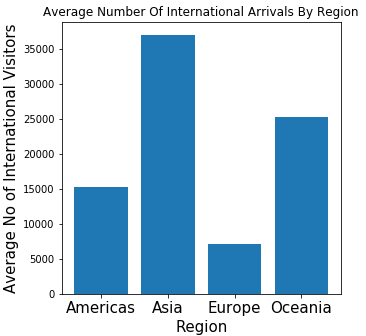 Average Number Of International Arrivals By Region
Average No of International Visitors
35000
30000
25000
20000
15000
10000
5000
0
Americas Asia Europe Oceania
Region